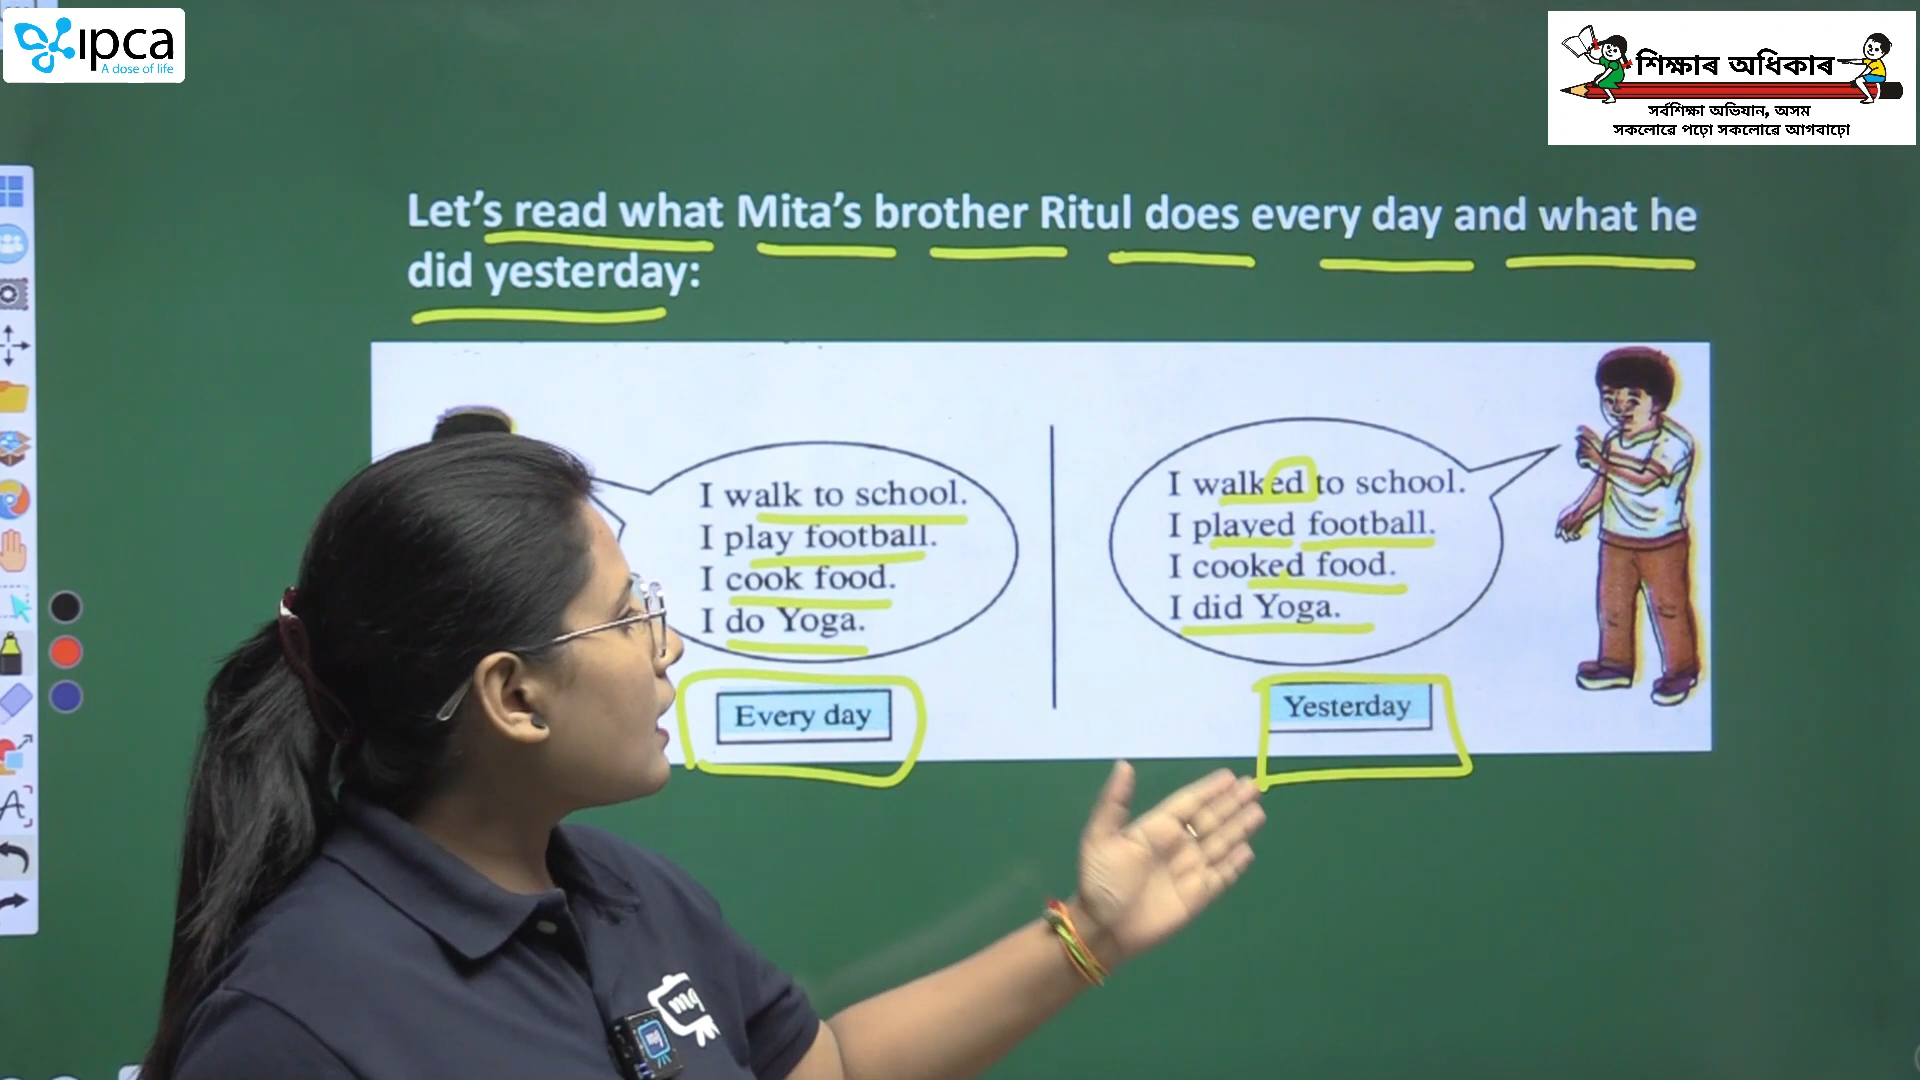 ipca
A dose of life
শিক্ষাৰ অধিকাৰ
সৰ্বশিক্ষা অভিযান, অসম
সকলোৱে পঢ়ো সকলোৱে আগবাঢ়ো
Let's read what Mita's brother Ritul does every day and what he
did yesterday:
I walk to school.
I play football.
I cook food.
I do Yoga.
Every day
I walked to school.
I played football.
I cooked food.
I did Yoga.
Yesterday